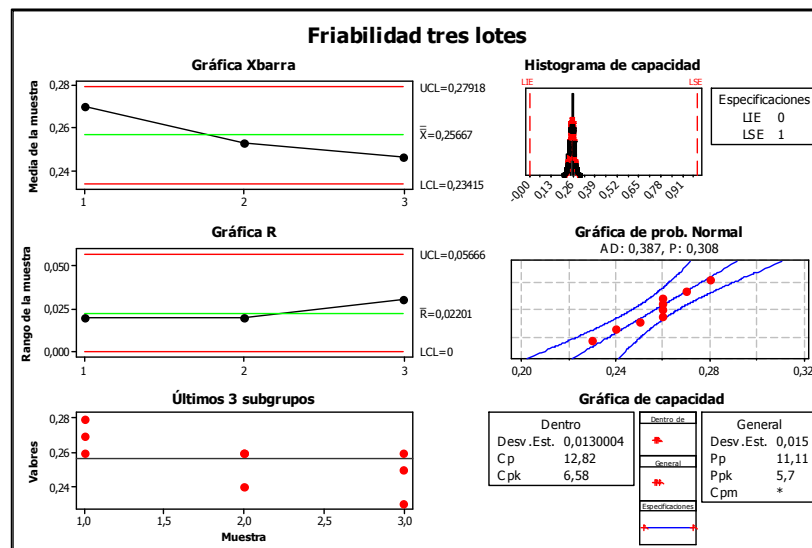 Friabilidad tres lotes
Gráfica Xbarra
Media de la muestra
0,28
0,26
0,24
1
2
3
UCL=0,27918
X=0,25667
LCL=0,23415
Histograma de capacidad
LIE
LSE
-0,00
0,13
0,26
0,39
0,52
0,65
0,78
0,91
Especificaciones
LIE 0
LSE 1
Gráfica R
Rango de la muestra
0,050
0,025
0,000
1
2
3
UCL=0,05666
R=0,02201
LCL=0
Gráfica de prob. Normal
AD: 0,387, P: 0,308
0,20
0,24
0,28
0,32
Últimos 3 subgrupos
Valores
0,28
0,26
0,24
1,0
1,5
2,0
2,5
3,0
Muestra
Gráfica de capacidad
Dentro
Desv.Est. 0,0130004
Cp 12,82
Cpk 6,58
Dentro de
General
Especificaciones
General
Desv.Est. 0,015
Pp 11,11
Ppk 5,7
Cpm *